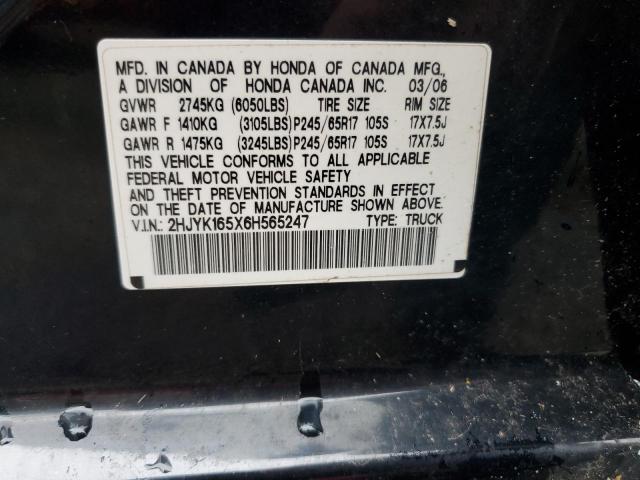 MFD. IN CANADA BY HONDA OF CANADA MFG.,
A DIVISION OF HONDA CANADA INC. 03/06
GVWR 2745KG (6050LBS) TIRE SIZE RIM SIZE
GAWR F 1410KG (3105LBS) P245/65R17 105S 17X7.5J
GAWR R 1475KG (3245LBS) P245/65R17 105S 17X7.5J
THIS VEHICLE CONFORMS TO ALL APPLICABLE
FEDERAL MOTOR VEHICLE SAFETY
AND THEFT PREVENTION STANDARDS IN EFFECT
ON THE DATE OF MANUFACTURE SHOWN ABOVE.
V.I.N.: 2HJYK165X6H565247 TYPE: TRUCK